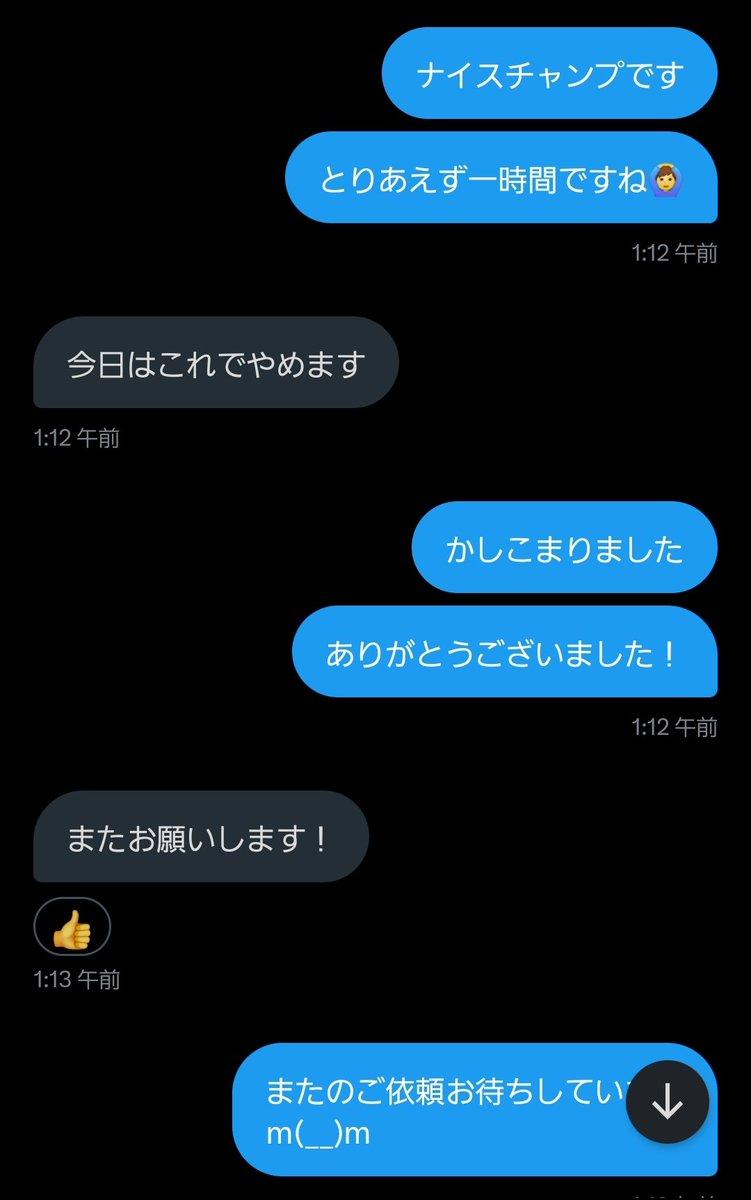 ナイスチャンプです
とりあえず一時間ですね🙆
1:12 午前
今日はこれでやめます
1:12 午前
かしこまりました
ありがとうございました！
1:12 午前
またお願いします！
👍
1:13 午前
またのご依頼お待ちしてい
m(__)m